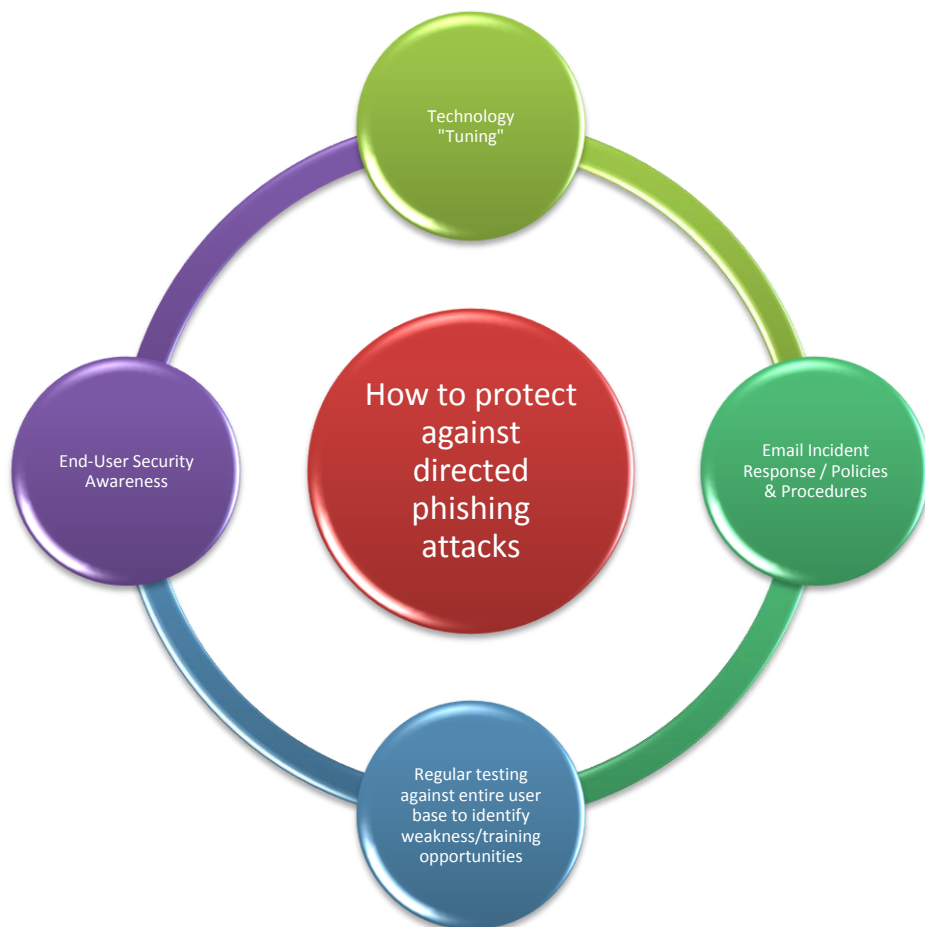 Technology
"Tuning"
How to protect
against
directed
phishing
attacks
End-User Security
Awareness
Email Incident
Response / Policies
& Procedures
Regular testing
against entire user
base to identify
weakness/training
opportunities